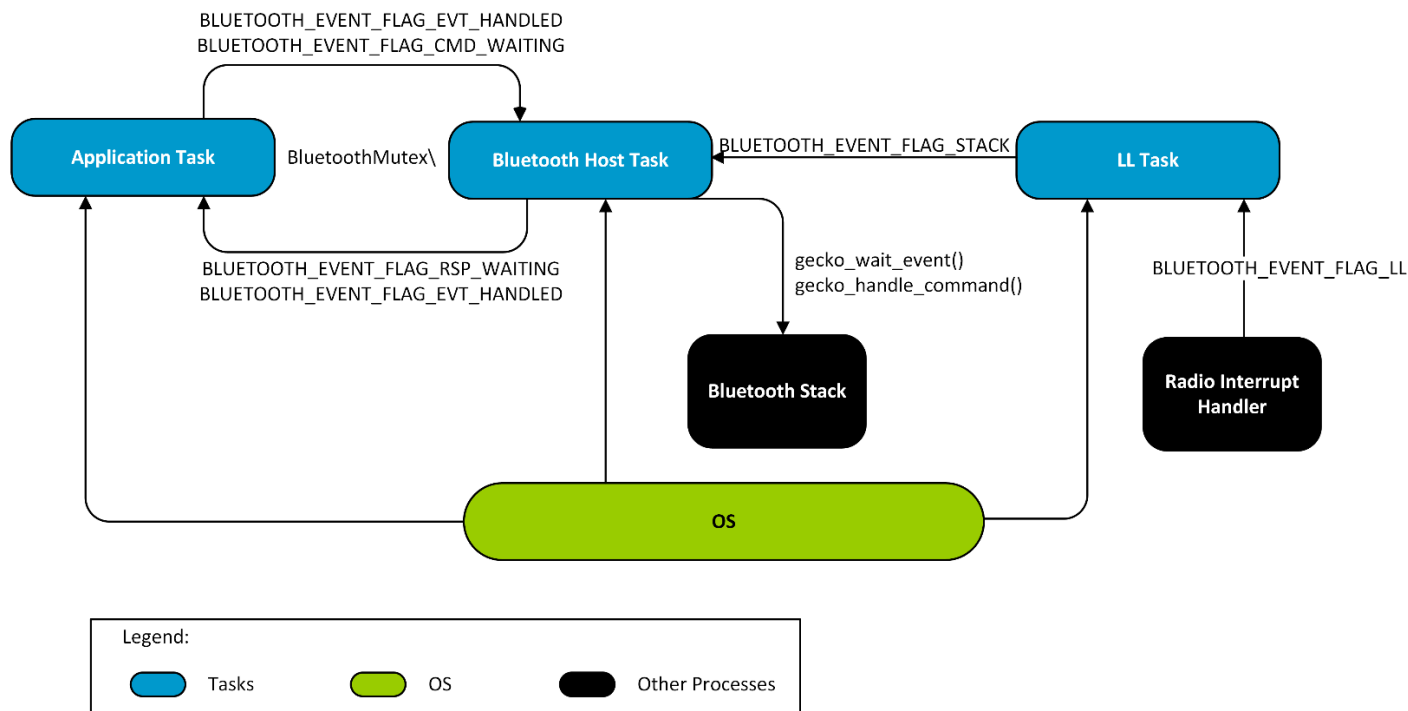 BLUETOOTH_EVENT_FLAG_EVT_HANDLED
BLUETOOTH_EVENT_FLAG_CMD_WAITING
Application Task
BluetoothMutex\
Bluetooth Host Task
BLUETOOTH_EVENT_FLAG_STACK
LL Task
BLUETOOTH_EVENT_FLAG_RSP_WAITING
BLUETOOTH_EVENT_FLAG_EVT_HANDLED
gecko_wait_event()
gecko_handle_command()
BLUETOOTH_EVENT_FLAG_LL
Bluetooth Stack
Radio Interrupt
Handler
OS
Legend:
Tasks
OS
Other Processes